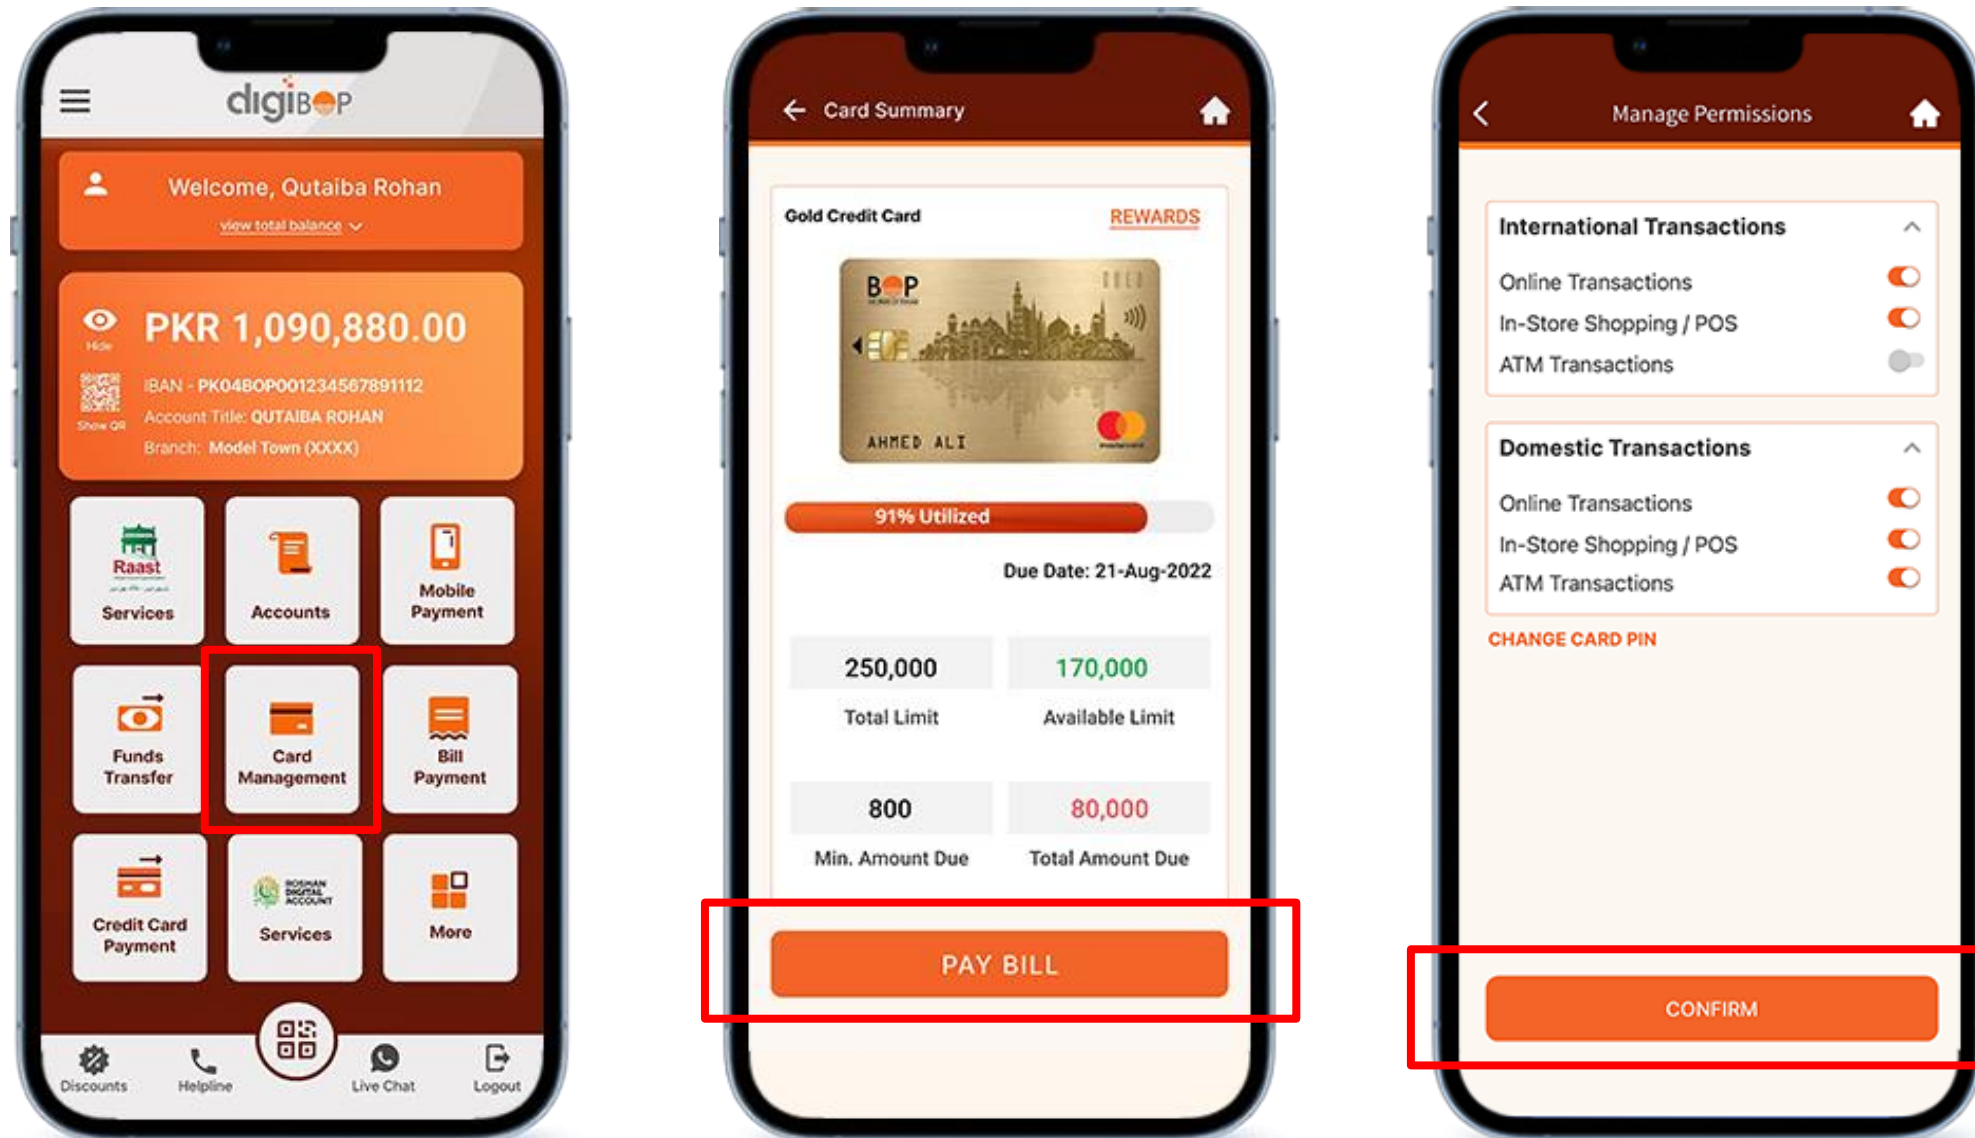 digiBOP
Welcome, Qutaiba Rohan
view total balance
PKR 1,090,880.00
Hide
IBAN - PK04BOP001234567891112
Show QR
Account Title: QUTAIBA ROHAN
Branch: Model Town (XXXX)
Raast
Services
Accounts
Mobile
Payment
Funds
Transfer
Card
Management
Bill
Payment
Credit Card
Payment
ROSHAN
DIGITAL
ACCOUNT
Services
More
Discounts
Helpline
Live Chat
Logout
Card Summary
Gold Credit Card
REWARDS
BOP
GOLD
AHMED ALI
mastercard
91% Utilized
Due Date: 21-Aug-2022
250,000
170,000
Total Limit
Available Limit
800
80,000
Min. Amount Due
Total Amount Due
PAY BILL
Manage Permissions
International Transactions
Online Transactions
In-Store Shopping / POS
ATM Transactions
Domestic Transactions
Online Transactions
In-Store Shopping / POS
ATM Transactions
CHANGE CARD PIN
CONFIRM